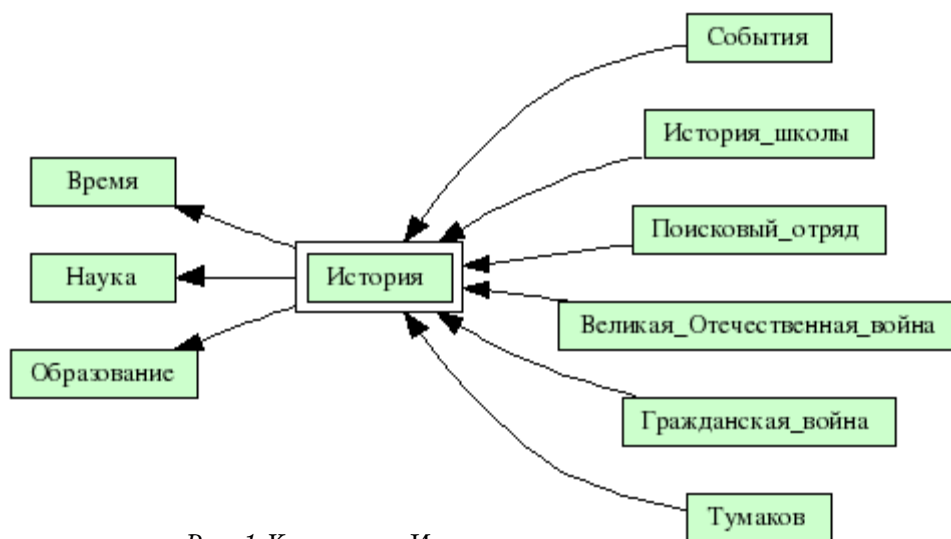 События
История_школы
Время
Поисковый_отряд
Наука
История
Великая_Отечественная_война
Образование
Гражданская_война
Тумаков